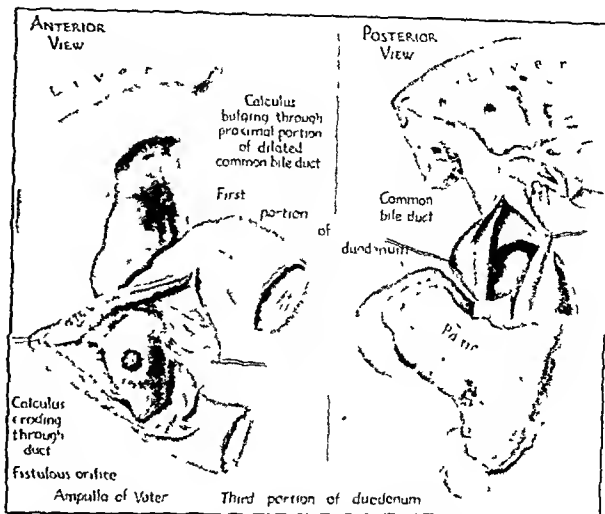 ANTERIOR
VIEW
Liver
Calculus
bulging through
proximal portion
of dilated
common bile duct
First
portion
of
duodenum
Calculus
eroding
through
duct
Fistulous orifice
Ampulla of Vater
Third portion of duodenum
POSTERIOR
VIEW
Liver
Common
bile duct